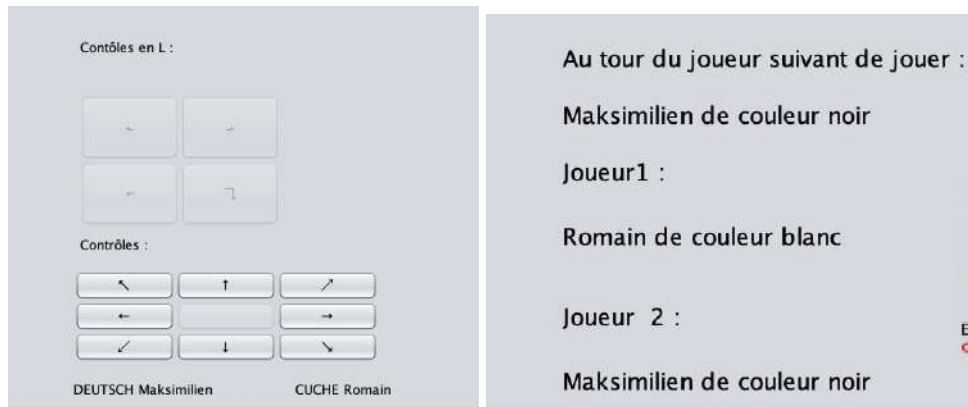 Contôles en L :
Contrôles :
↖ ↑ ↗
← →
↙ ↓ ↘
DEUTSCH Maksimilien CUCHE Romain
Au tour du joueur suivant de jouer :
Maksimilien de couleur noir
Joueur1 :
Romain de couleur blanc
Joueur 2 :
Maksimilien de couleur noir